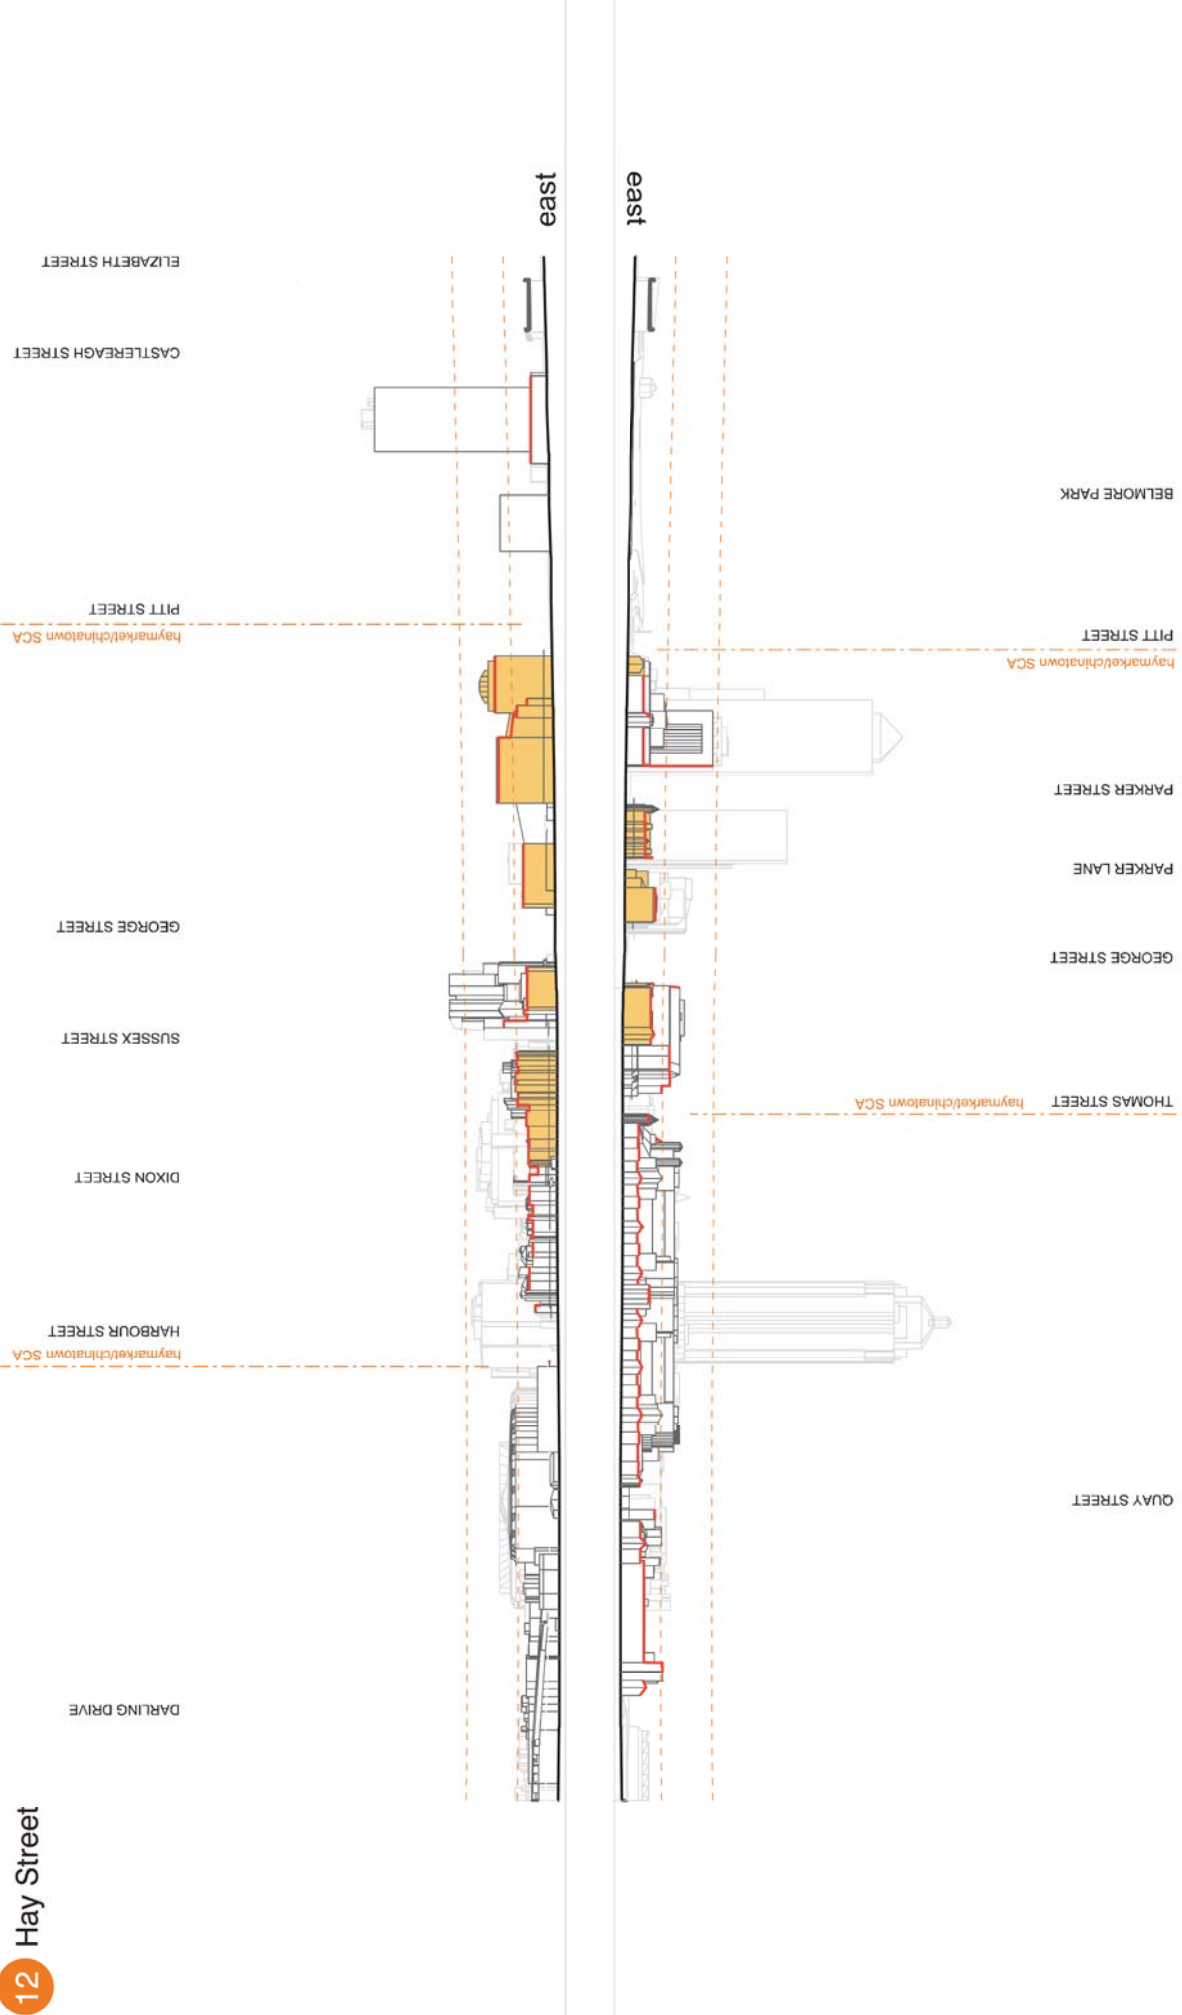 12 Hay Street
east
ELIZABETH STREET
CASTLEREAGH STREET
PITT STREET
haymarket/chinatown SCA
GEORGE STREET
SUSSEX STREET
DIXON STREET
HARBOUR STREET
haymarket/chinatown SCA
DARLING DRIVE
east
BELMORE PARK
PITT STREET
haymarket/chinatown SCA
PARKER STREET
PARKER LANE
GEORGE STREET
THOMAS STREET
haymarket/chinatown SCA
QUAY STREET